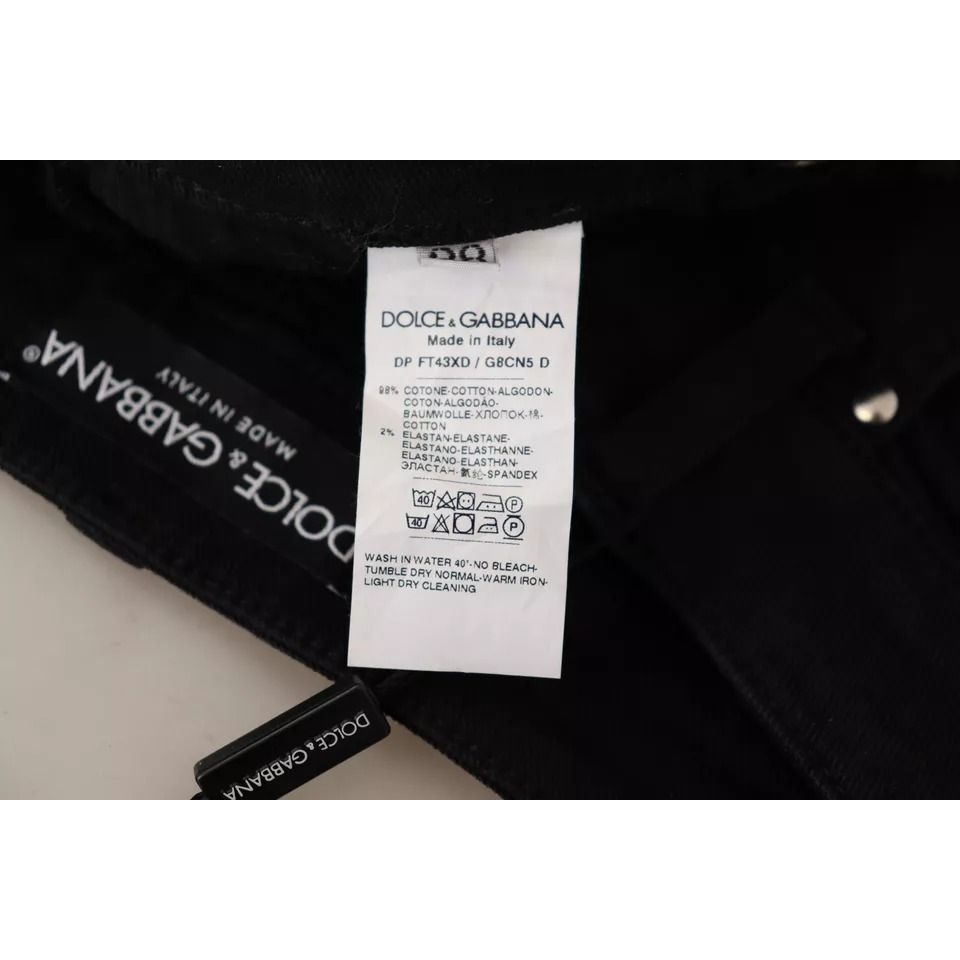 DOLCE & GABBANA
Made in Italy
DP FT43XD / G8CN5 D
98% COTONE-COTTON-ALGODON-
COTON-ALGODÃO-
BAUMWOLLE-ХЛОПОК-棉-
COTTON
2% ELASTAN-ELASTANE-
ELASTANO-ELASTHANNE-
ELASTANO-ELASTHAN-
ЭЛАСТАН-氨纶-SPANDEX
40 P
40 P
WASH IN WATER 40°-NO BLEACH-
TUMBLE DRY NORMAL-WARM IRON-
LIGHT DRY CLEANING
DOLCE & GABBANA®
MADE IN ITALY
DOLCE & GABBANA